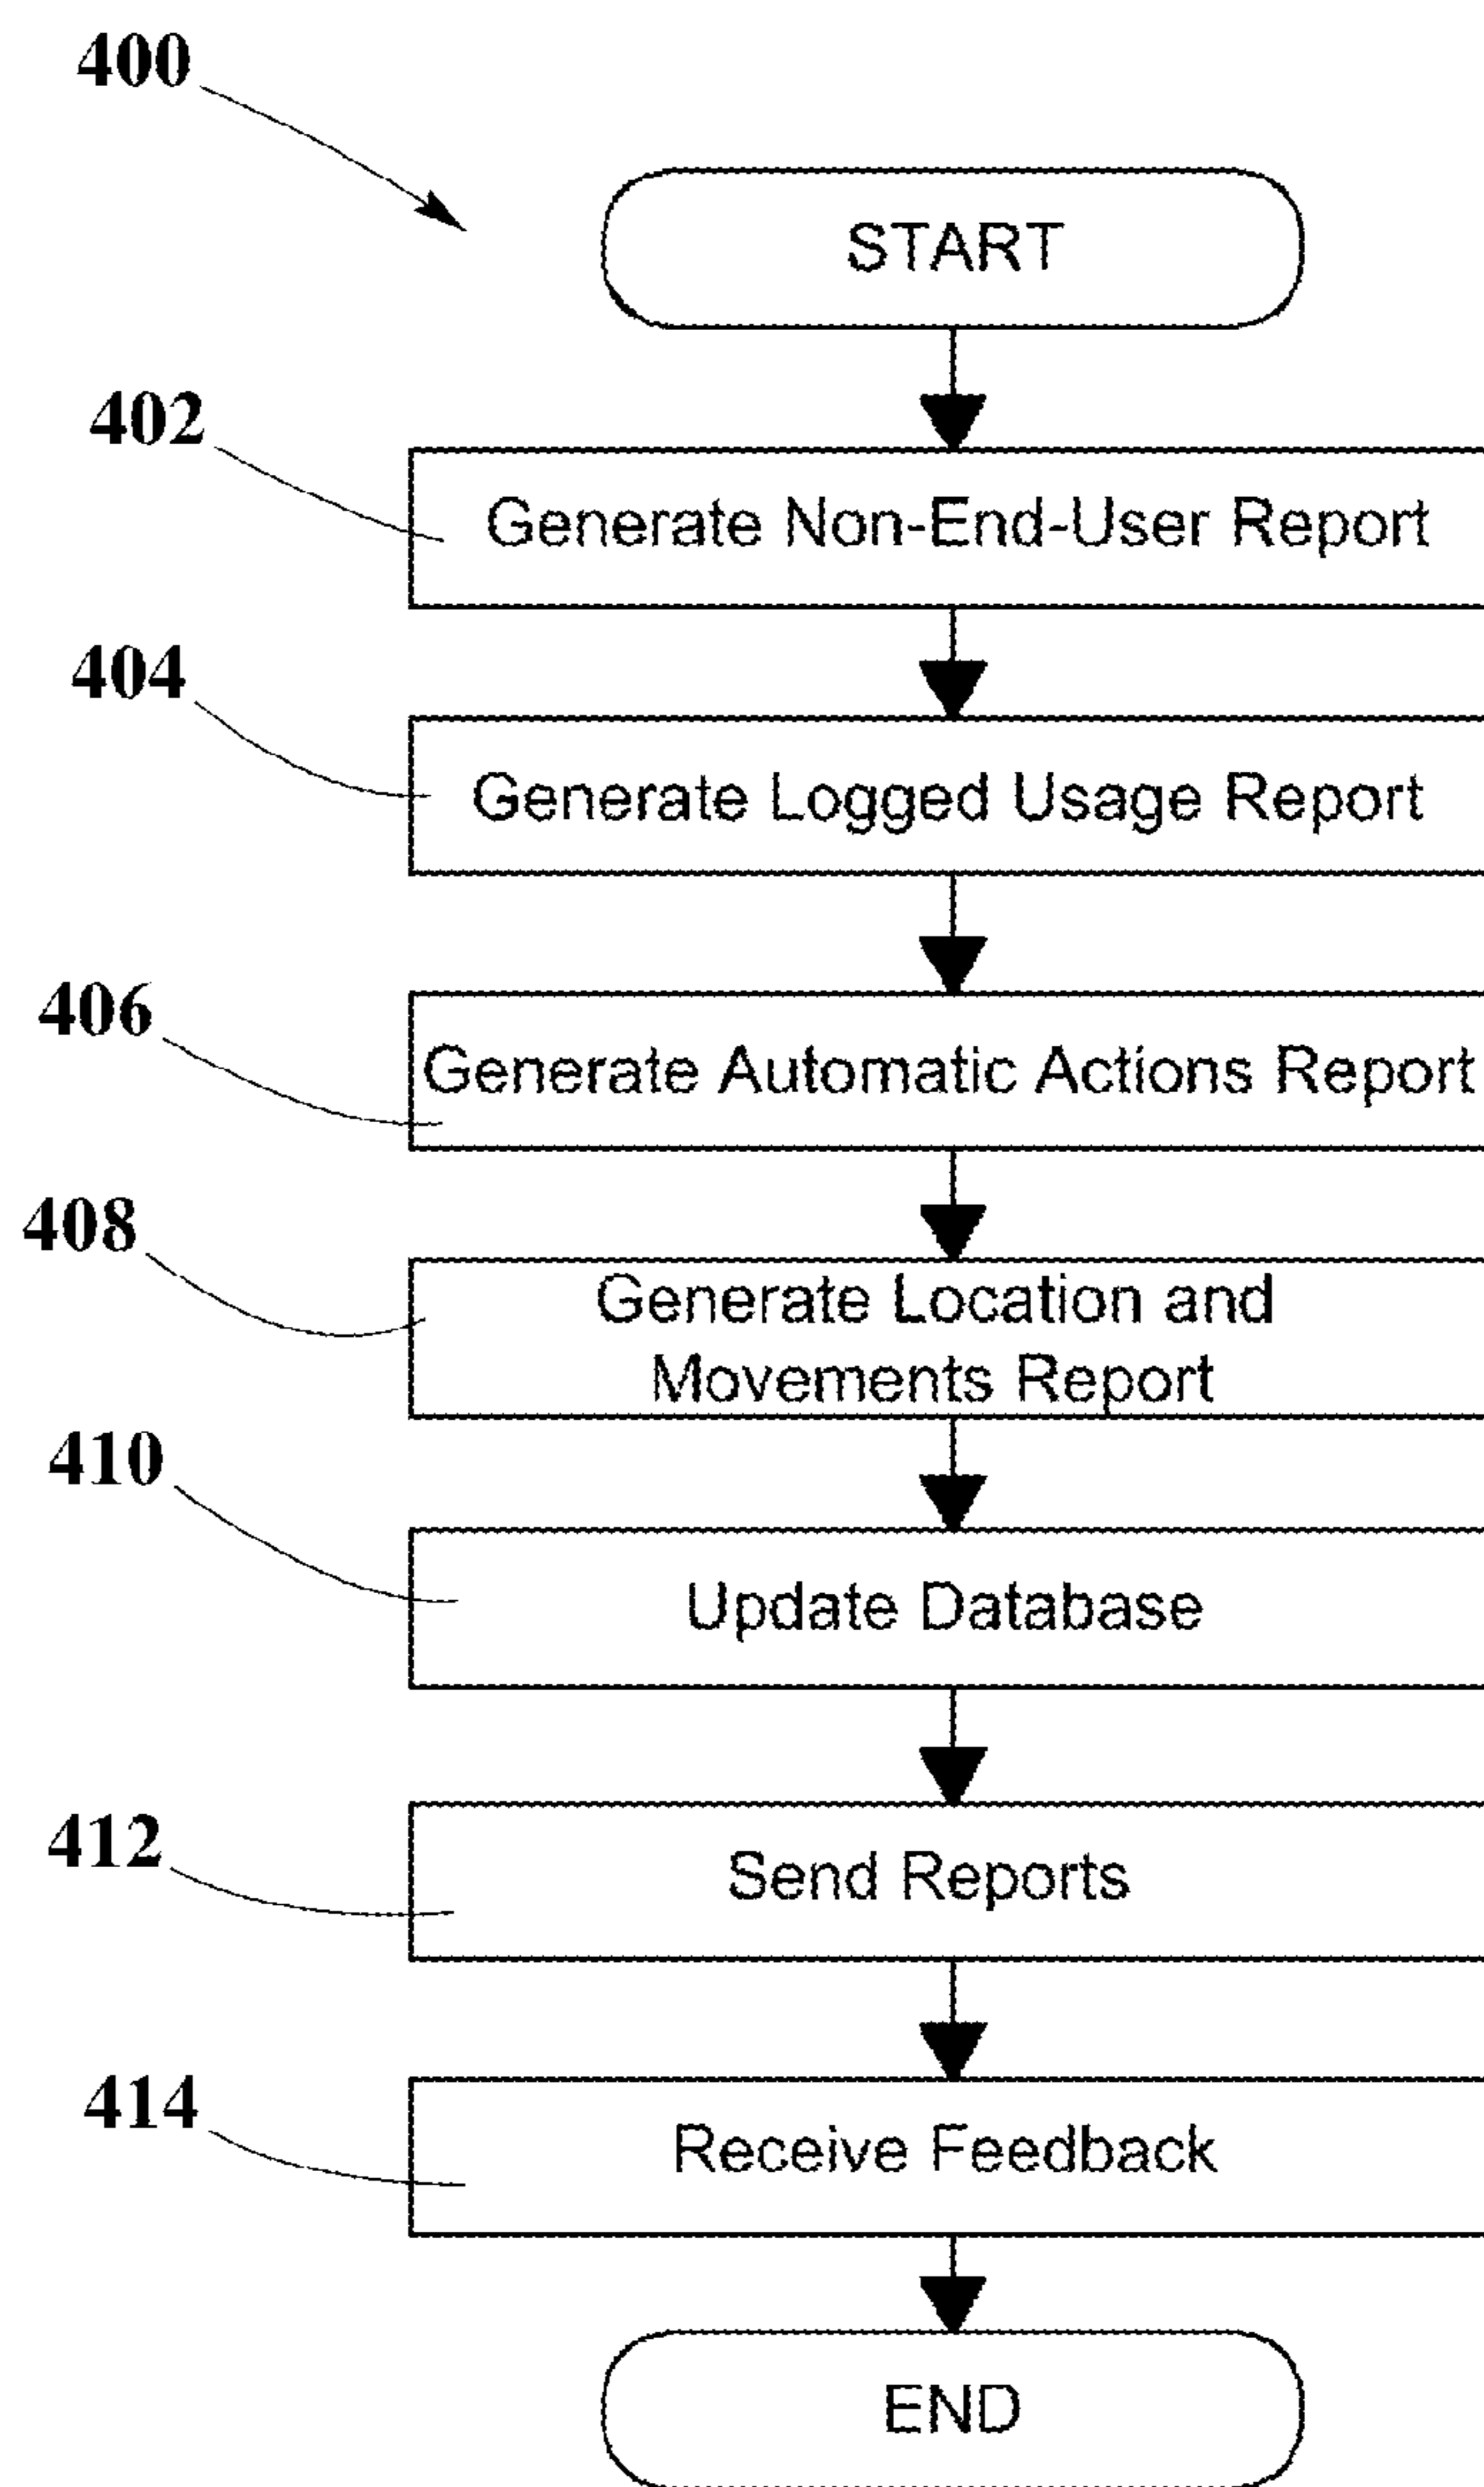 400
START
402
Generate Non-End-User Report
404
Generate Logged Usage Report
406
Generate Automatic Actions Report
408
Generate Location and
Movements Report
410
Update Database
412
Send Reports
414
Receive Feedback
END